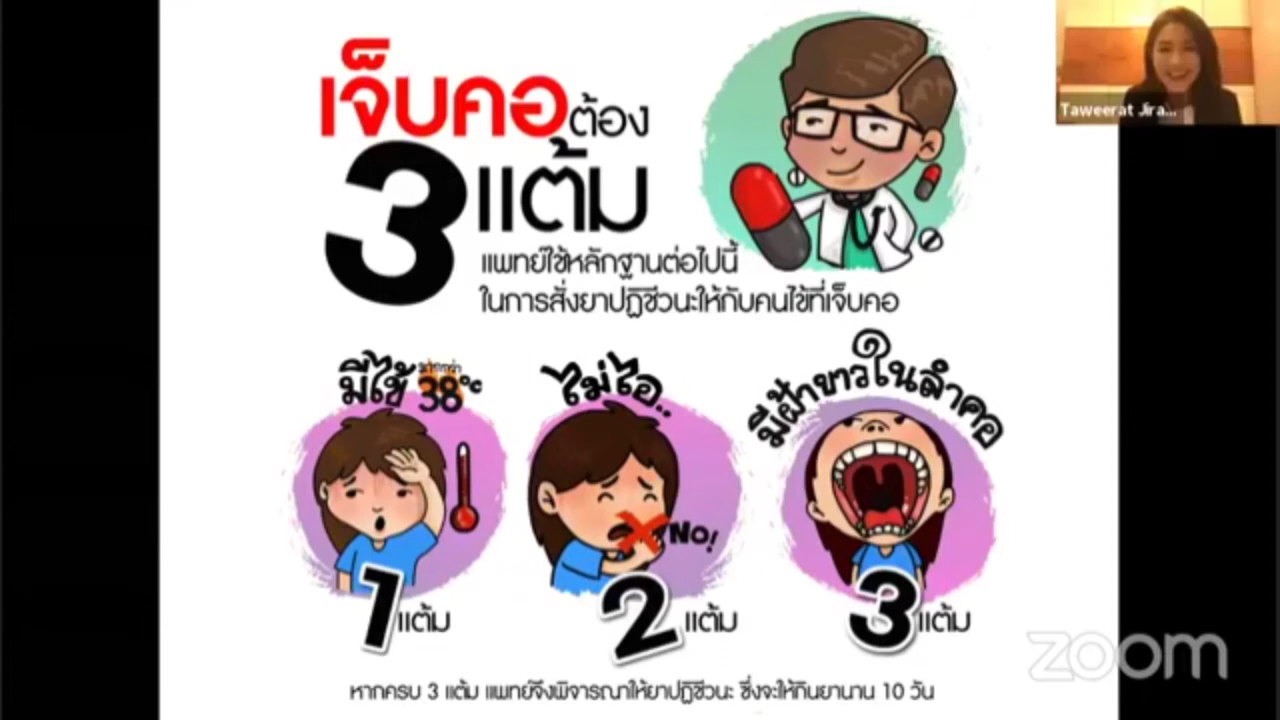 เจ็บคอต้อง
3 แต้ม
แพทย์ใช้หลักฐานต่อไปนี้
ในการสั่งยาปฏิชีวนะให้กับคนไข้ที่เจ็บคอ
มีไข้ มากกว่า 38°C
ไม่ไอ..
มีฝ้าขาวในลำคอ
NO!
1 แต้ม
2 แต้ม
3 แต้ม
หากครบ 3 แต้ม แพทย์จึงพิจารณาให้ยาปฏิชีวนะ ซึ่งจะให้กินยานาน 10 วัน
Taweerat Jira...
zoom